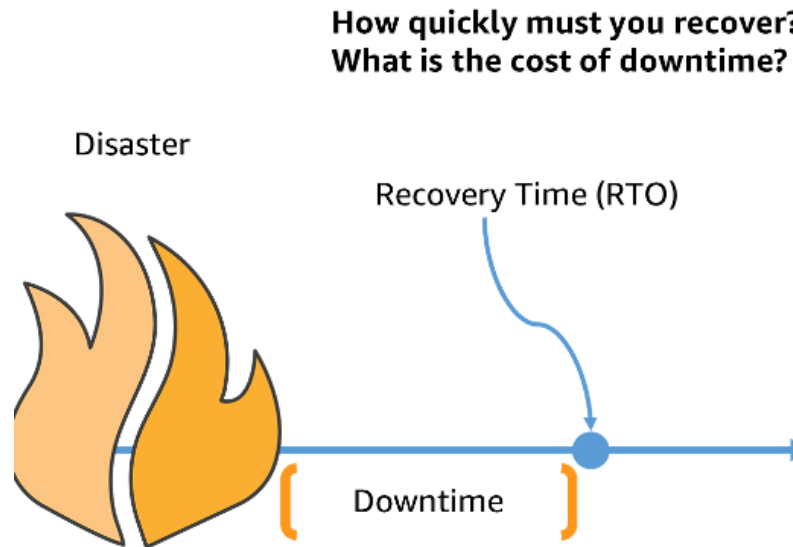 How quickly must you recover?
What is the cost of downtime?
Disaster
Recovery Time (RTO)
Downtime